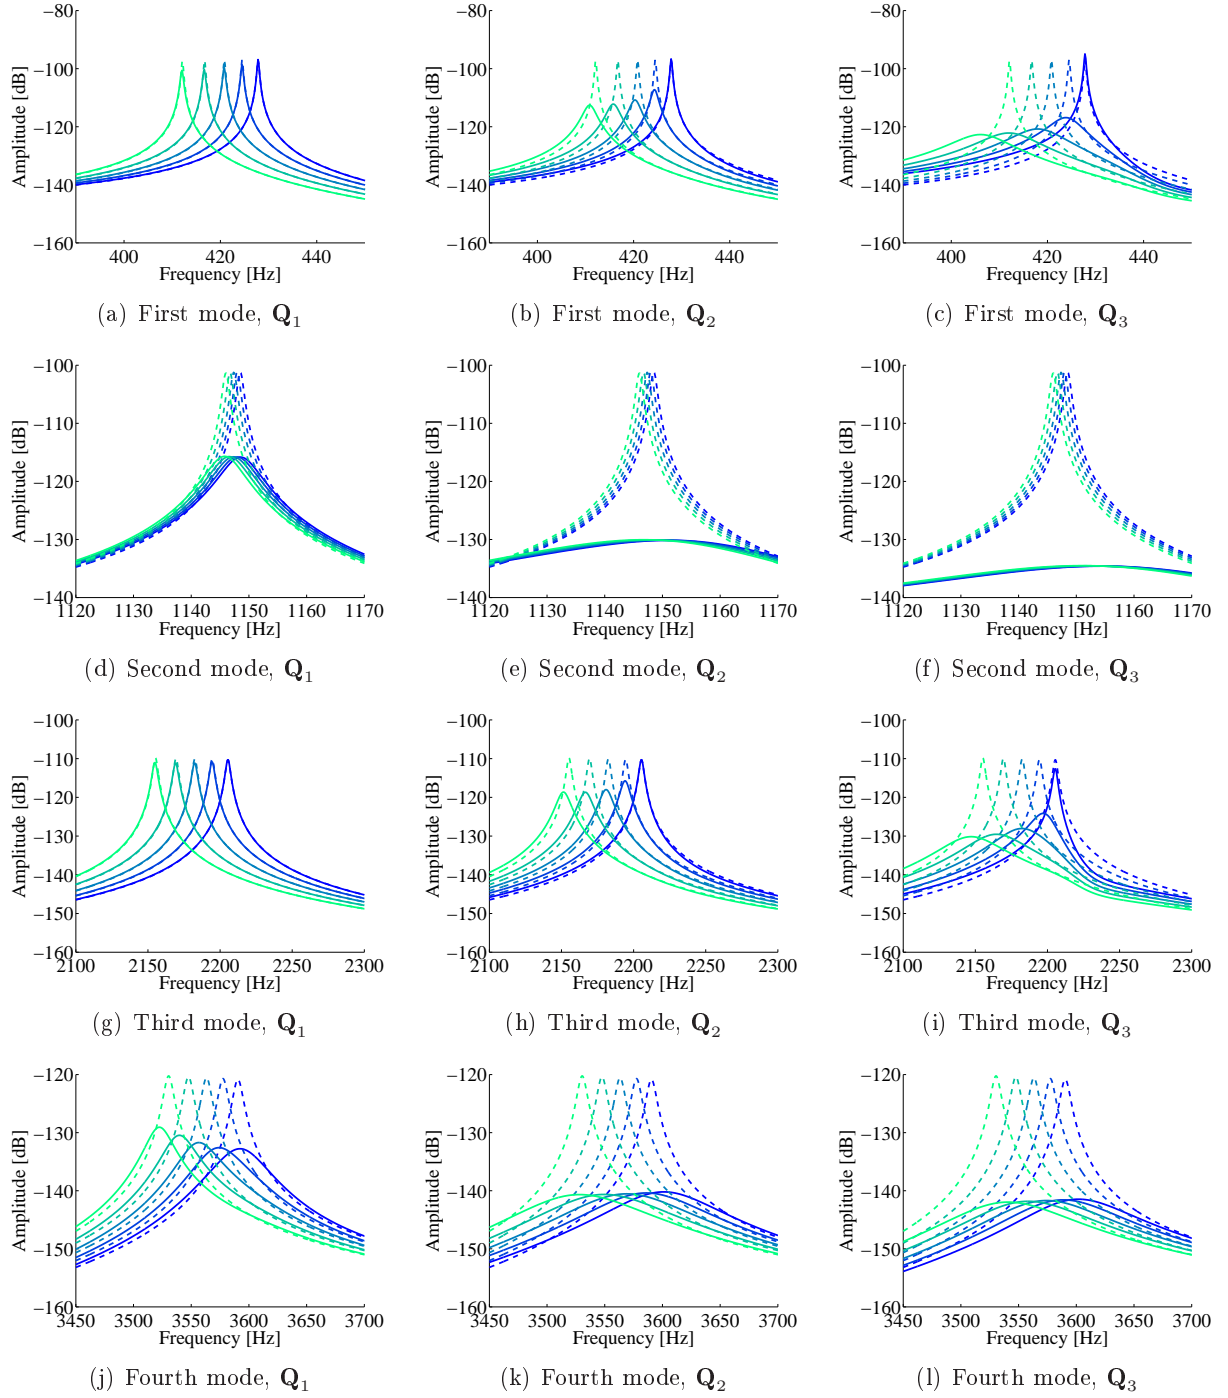 −80
−100
−120
−140
−160
Amplitude [dB]
400 420 440
Frequency [Hz]
(a) First mode, Q1
−80
−100
−120
−140
−160
Amplitude [dB]
400 420 440
Frequency [Hz]
(b) First mode, Q2
−80
−100
−120
−140
−160
Amplitude [dB]
400 420 440
Frequency [Hz]
(c) First mode, Q3
−100
−110
−120
−130
−140
Amplitude [dB]
1120 1130 1140 1150 1160 1170
Frequency [Hz]
(d) Second mode, Q1
−100
−110
−120
−130
−140
Amplitude [dB]
1120 1130 1140 1150 1160 1170
Frequency [Hz]
(e) Second mode, Q2
−100
−110
−120
−130
−140
Amplitude [dB]
1120 1130 1140 1150 1160 1170
Frequency [Hz]
(f) Second mode, Q3
−100
−110
−120
−130
−140
−150
−160
Amplitude [dB]
2100 2150 2200 2250 2300
Frequency [Hz]
(g) Third mode, Q1
−100
−110
−120
−130
−140
−150
−160
Amplitude [dB]
2100 2150 2200 2250 2300
Frequency [Hz]
(h) Third mode, Q2
−100
−110
−120
−130
−140
−150
−160
Amplitude [dB]
2100 2150 2200 2250 2300
Frequency [Hz]
(i) Third mode, Q3
−120
−130
−140
−150
−160
Amplitude [dB]
3450 3500 3550 3600 3650 3700
Frequency [Hz]
(j) Fourth mode, Q1
−120
−130
−140
−150
−160
Amplitude [dB]
3450 3500 3550 3600 3650 3700
Frequency [Hz]
(k) Fourth mode, Q2
−120
−130
−140
−150
−160
Amplitude [dB]
3450 3500 3550 3600 3650 3700
Frequency [Hz]
(l) Fourth mode, Q3